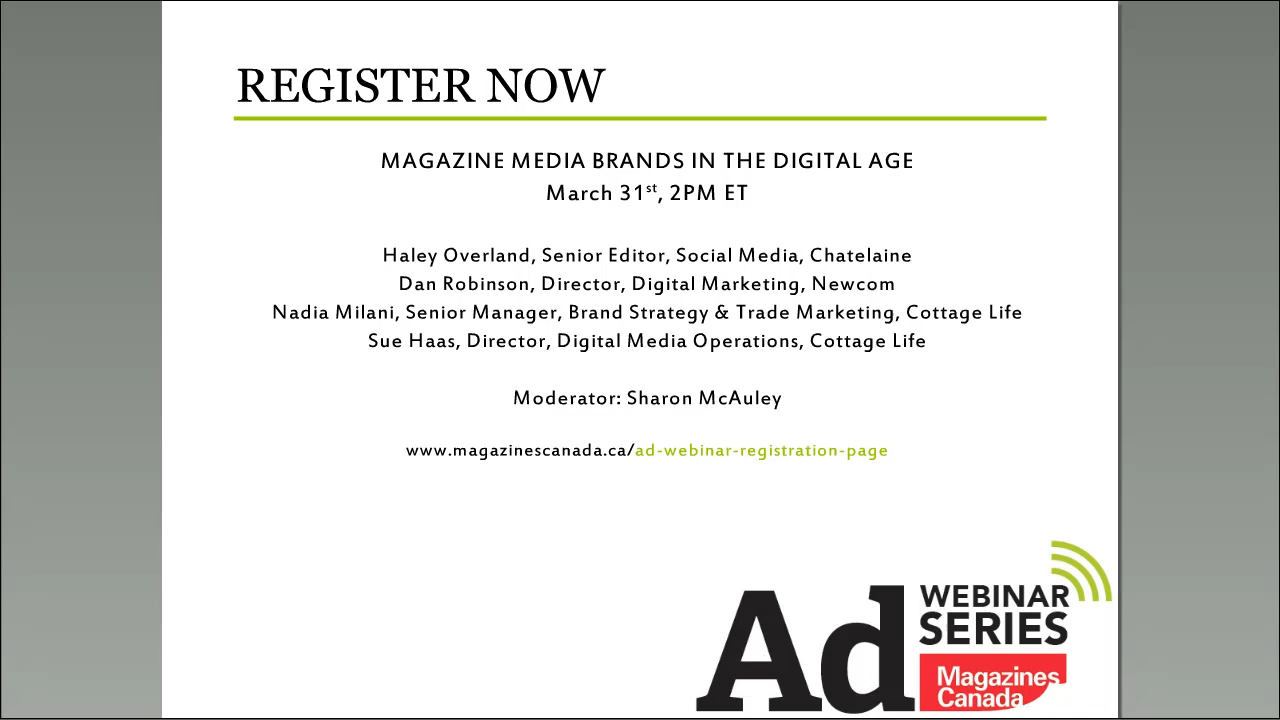 REGISTER NOW
MAGAZINE MEDIA BRANDS IN THE DIGITAL AGE
March 31st, 2PM ET
Haley Overland, Senior Editor, Social Media, Chatelaine
Dan Robinson, Director, Digital Marketing, Newcom
Nadia Milani, Senior Manager, Brand Strategy & Trade Marketing, Cottage Life
Sue Haas, Director, Digital Media Operations, Cottage Life
Moderator: Sharon McAuley
www.magazinescanada.ca/ad-webinar-registration-page
Ad
WEBINAR
SERIES
Magazines
Canada